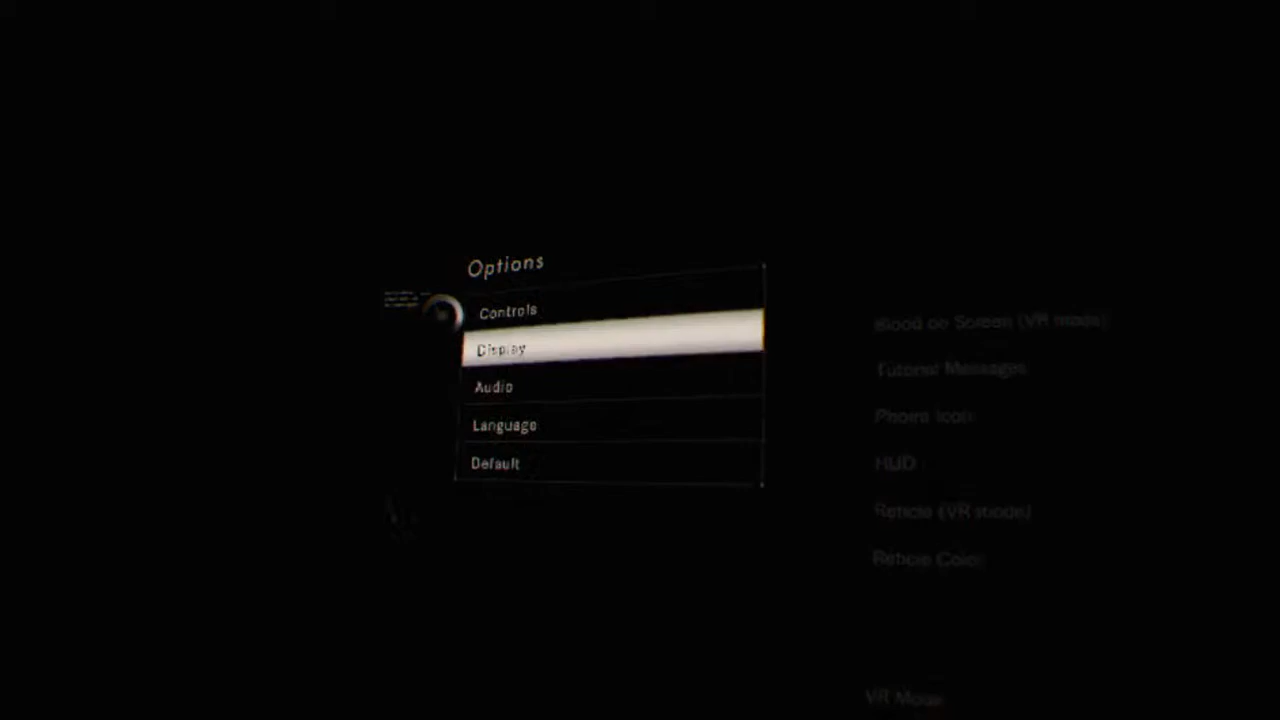 Options
Controls
Display
Audio
Language
Default
Blood on Screen (VR mode)
Tutorial Messages
Phone Icon
HUD
Reticle (VR mode)
Reticle Color
VR Mode